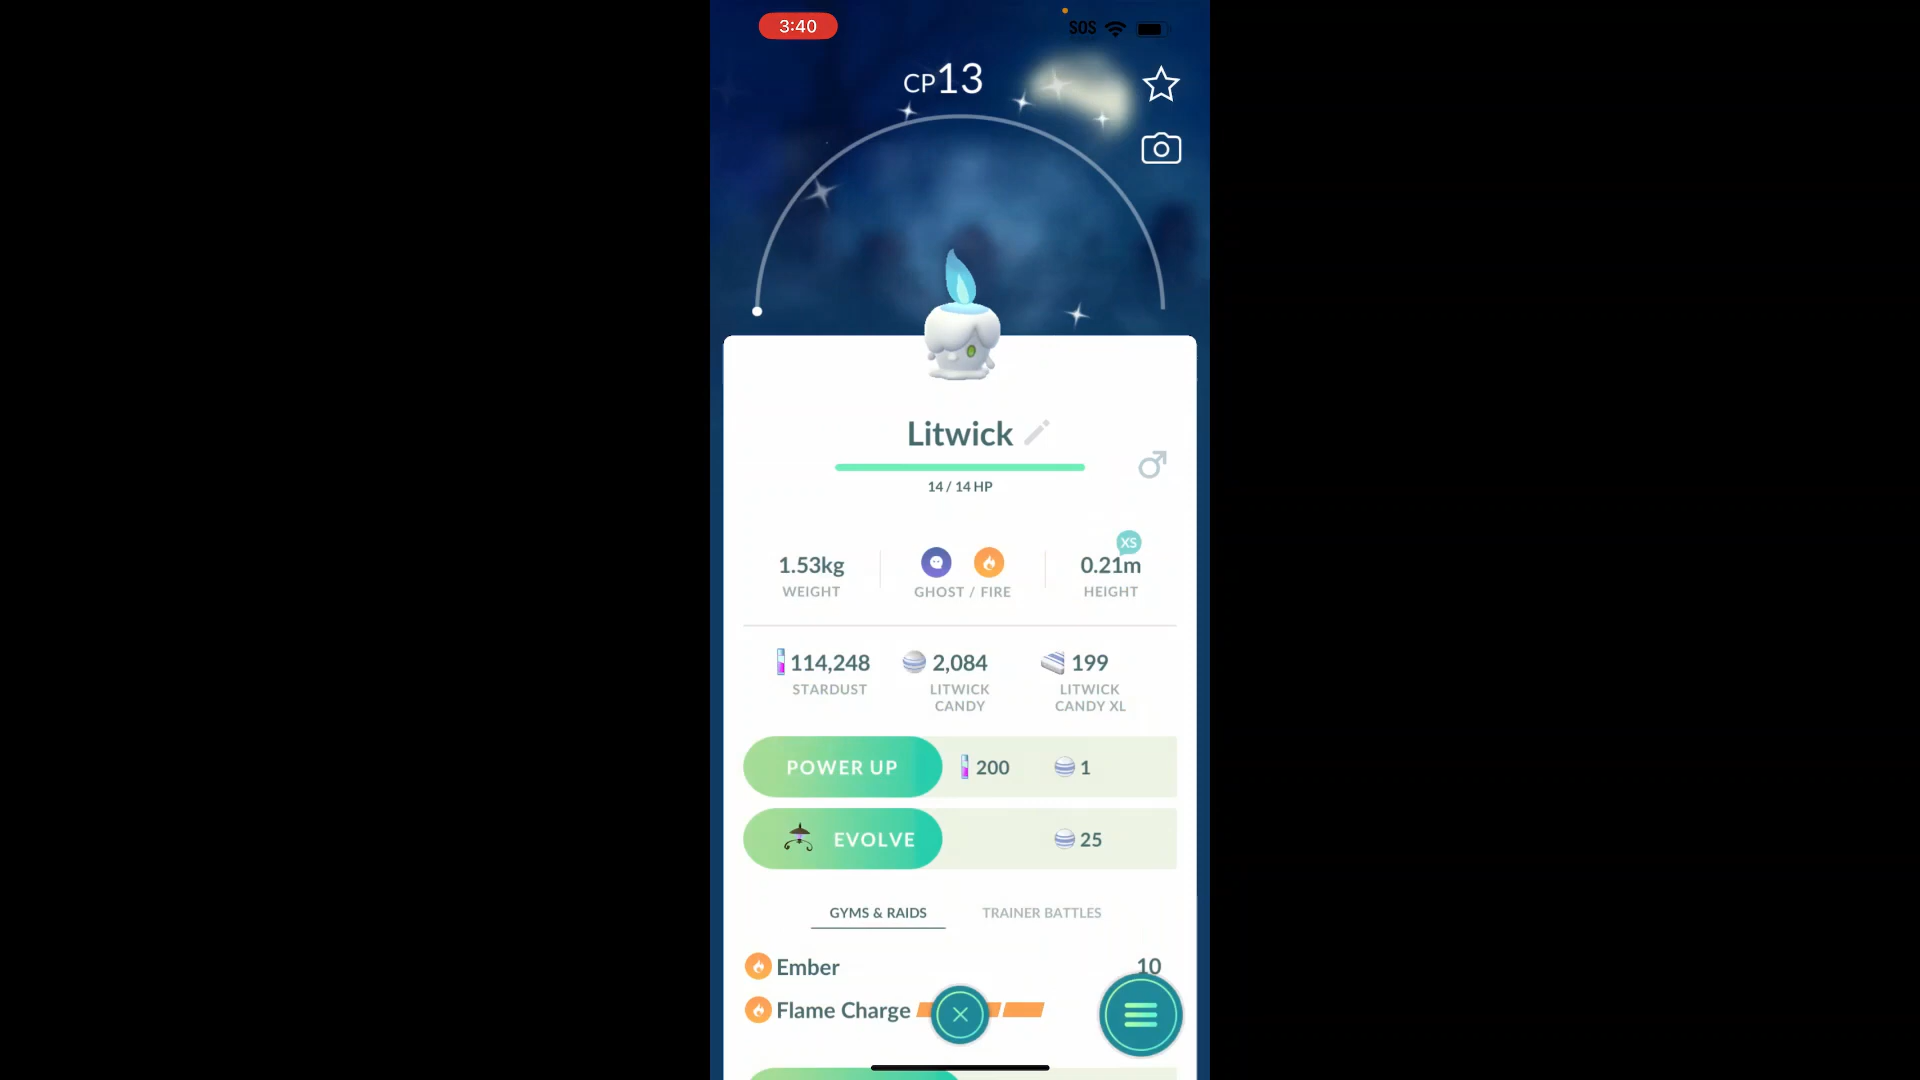 3:40 SOS
CP13
Litwick
14 / 14 HP
XS
1.53kg 0.21m
WEIGHT GHOST / FIRE HEIGHT
114,248 2,084 199
STARDUST LITWICK CANDY LITWICK CANDY XL
POWER UP 200 1
EVOLVE 25
GYMS & RAIDS TRAINER BATTLES
Ember 10
Flame Charge